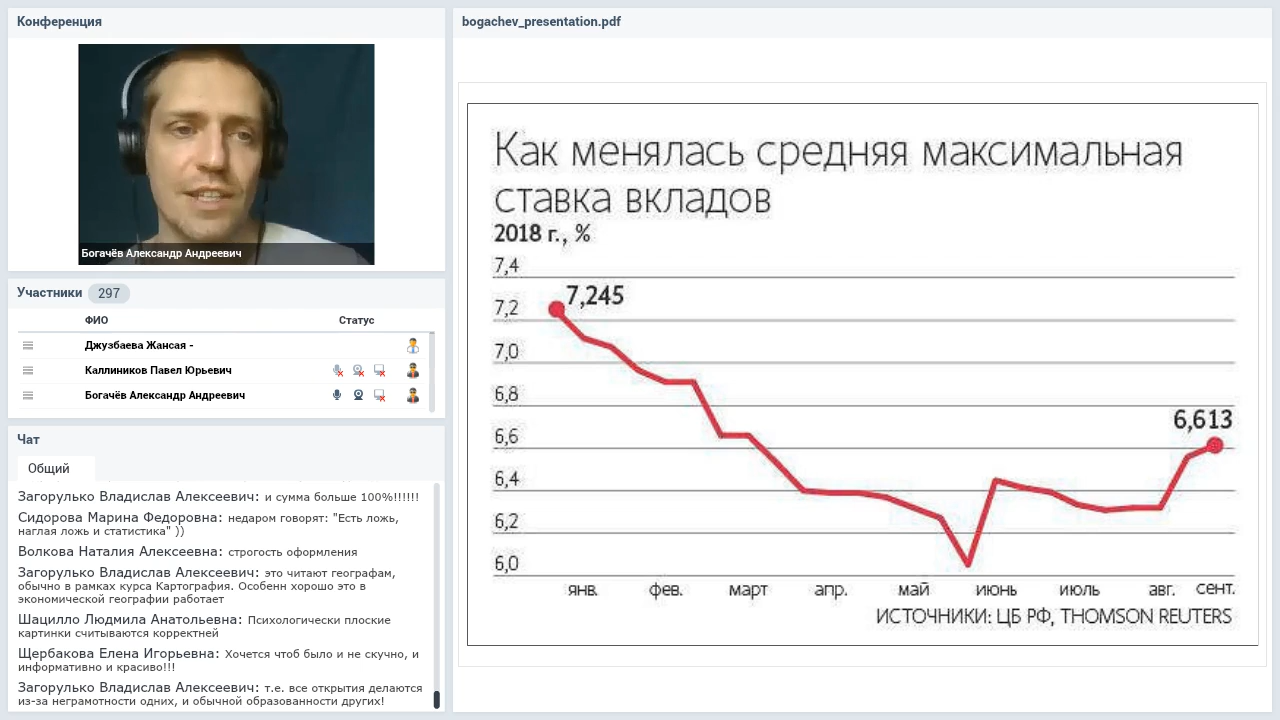 Конференция
Богачёв Александр Андреевич
Участники 297
ФИО Статус
Джузбаева Жансая -
Каллиников Павел Юрьевич
Богачёв Александр Андреевич
Чат
Общий
Загорулько Владислав Алексеевич: и сумма больше 100%!!!!!!
Сидорова Марина Федоровна: недаром говорят: "Есть ложь,
наглая ложь и статистика" ))
Волкова Наталия Алексеевна: строгость оформления
Загорулько Владислав Алексеевич: это читают географам,
обычно в рамках курса Картография. Особенн хорошо это в
экономической географии работает
Шацилло Людмила Анатольевна: Психологически плоские
картинки считываются корректней
Щербакова Елена Игорьевна: Хочется чтоб было и не скучно, и
информативно и красиво!!!
Загорулько Владислав Алексеевич: т.е. все открытия делаются
из-за неграмотности одних, и обычной образованности других!
bogachev_presentation.pdf
Как менялась средняя максимальная
ставка вкладов
2018 г., %
7,4
7,245
7,2
7,0
6,8
6,613
6,6
6,4
6,2
6,0
янв. фев. март апр. май июнь июль авг. сент.
ИСТОЧНИКИ: ЦБ РФ, THOMSON REUTERS